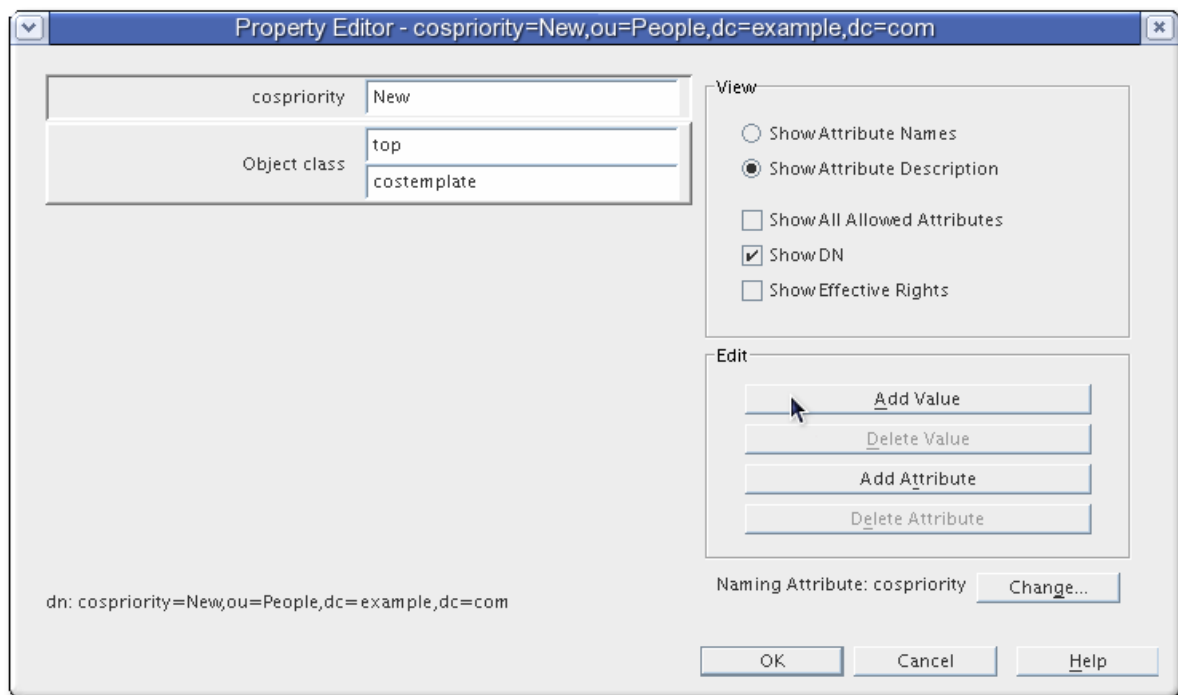 Property Editor - cospriority=New,ou=People,dc=example,dc=com
cospriority
New
Object class
top
costemplate
View
Show Attribute Names
Show Attribute Description
Show All Allowed Attributes
Show DN
Show Effective Rights
Edit
Add Value
Delete Value
Add Attribute
Delete Attribute
dn: cospriority=New,ou=People,dc=example,dc=com
Naming Attribute: cospriority
Change...
OK
Cancel
Help